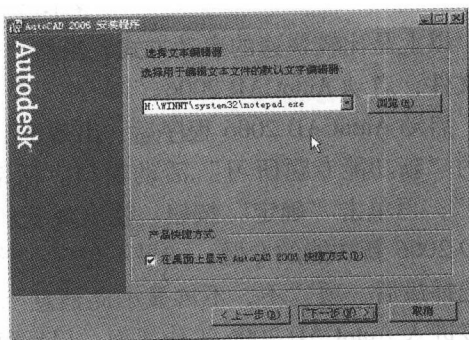 AutoCAD 2006 安装程序
Autodesk
选择文本编辑器
选择用于编辑文本文件的默认文字编辑器:
H:\WINNT\system32\notepad.exe
浏览(R)
产品快捷方式
在桌面上显示 AutoCAD 2006 快捷方式(D)
< 上一步(B)
下一步(N) >
取消